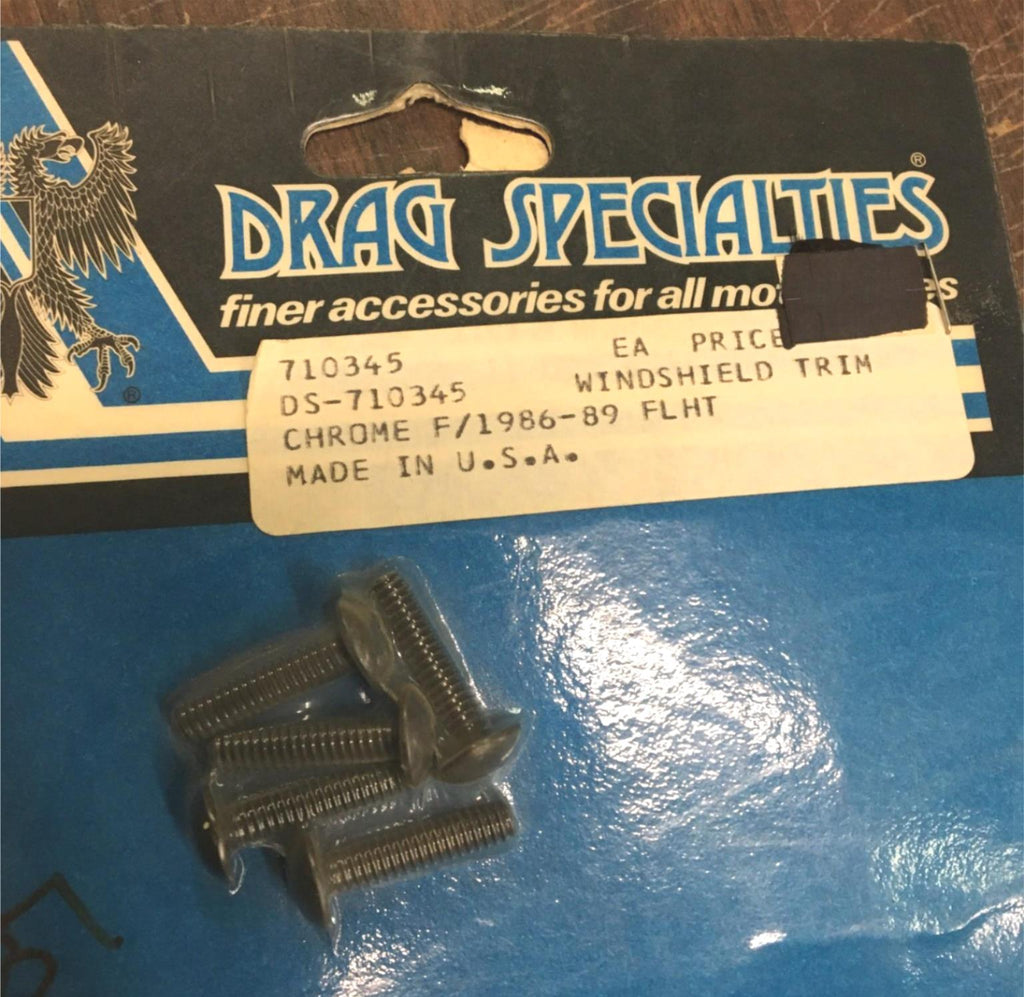 DRAG SPECIALTIES®
finer accessories for all
710345 EA PRICE
DS-710345 WINDSHIELD TRIM
CHROME F/1986-89 FLHT
MADE IN U.S.A.
®